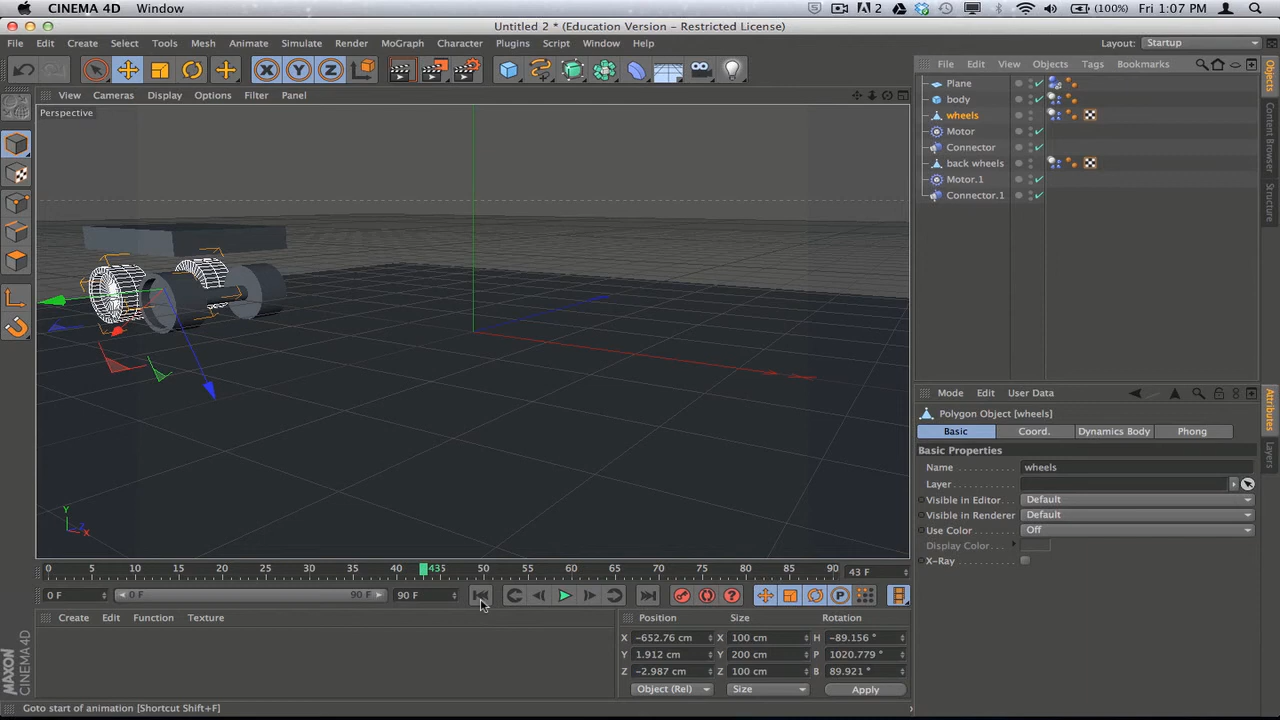 CINEMA 4D Window (100%) Fri 1:07 PM
Untitled 2 * (Education Version - Restricted License)
File Edit Create Select Tools Mesh Animate Simulate Render MoGraph Character Plugins Script Window Help Layout: Startup
X Y Z
File Edit View Objects Tags Bookmarks
View Cameras Display Options Filter Panel
Perspective
Plane
body
wheels
Motor
Connector
back wheels
Motor.1
Connector.1
Objects
Content Browser
Structure
Mode Edit User Data
Polygon Object [wheels]
Basic Coord. Dynamics Body Phong
Basic Properties
Name wheels
Layer
Visible in Editor Default
Visible in Renderer Default
Use Color Off
Display Color
X-Ray
Attributes
Layers
Y
Z
X
0 5 10 15 20 25 30 35 40 435 50 55 60 65 70 75 80 85 90 43 F
0 F 0 F 90 F 90 F
P
Create Edit Function Texture
Position Size Rotation
X -652.76 cm X 100 cm H -89.156 °
Y 1.912 cm Y 200 cm P 1020.779 °
Z -2.987 cm Z 100 cm B 89.921 °
Object (Rel) Size Apply
MAXON CINEMA 4D
Goto start of animation [Shortcut Shift+F]